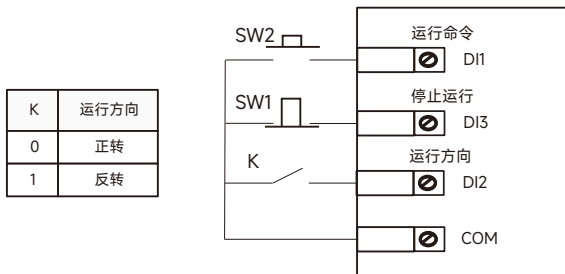 K 运行方向
0 正转
1 反转
SW2
运行命令
DI1
SW1
停止运行
DI3
K
运行方向
DI2
COM